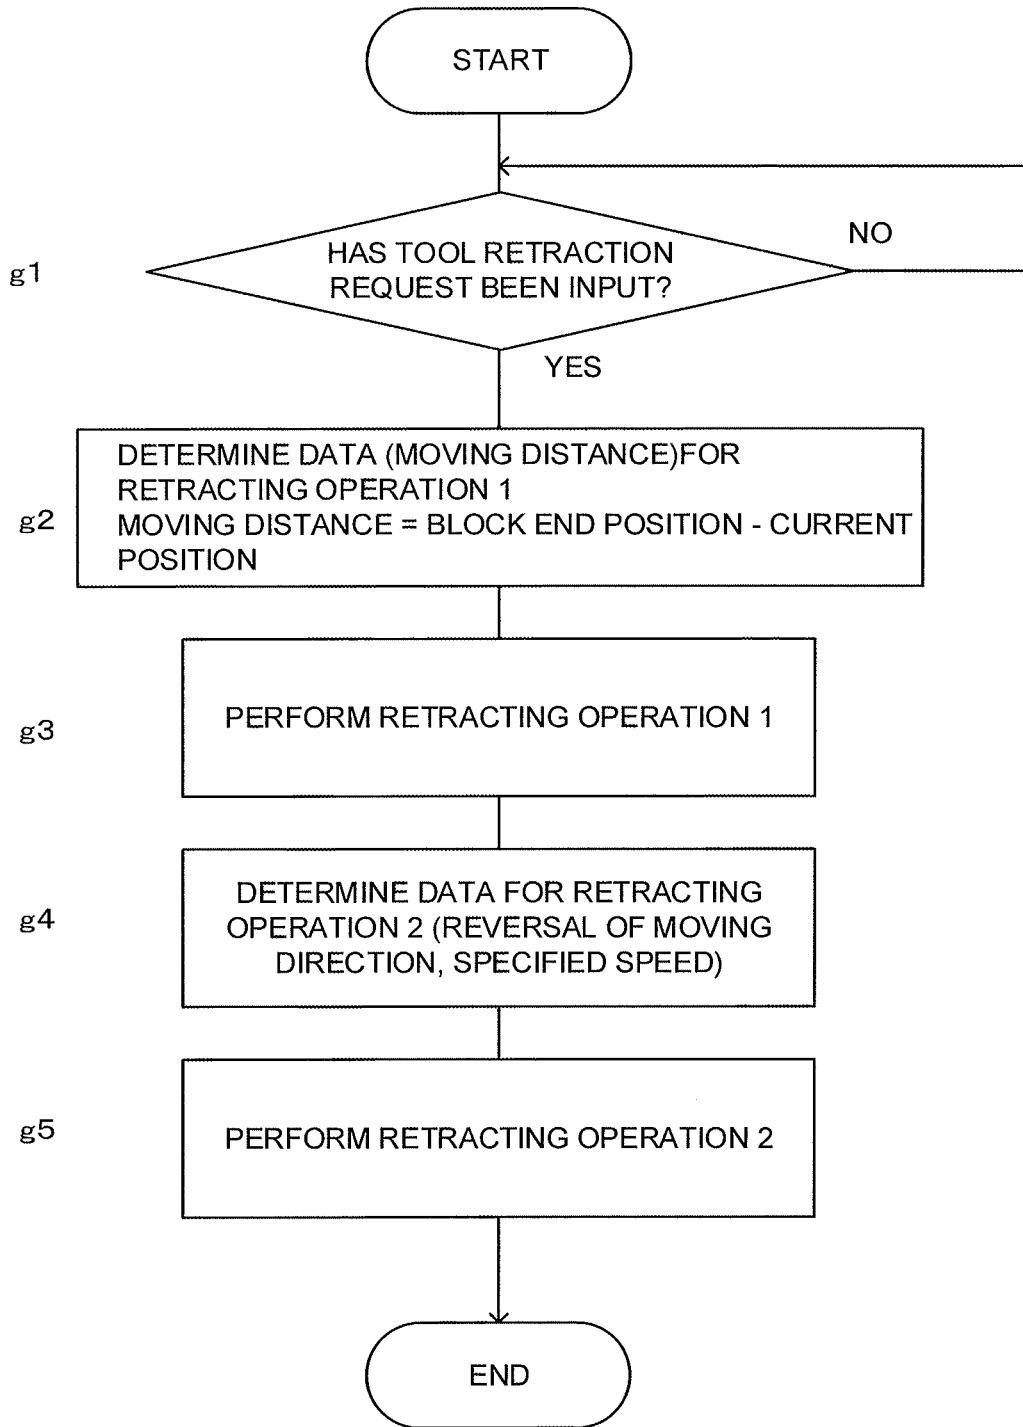 START
HAS TOOL RETRACTION
REQUEST BEEN INPUT?
NO
g1
YES
DETERMINE DATA (MOVING DISTANCE)FOR
RETRACTING OPERATION 1
MOVING DISTANCE = BLOCK END POSITION - CURRENT
POSITION
g2
PERFORM RETRACTING OPERATION 1
g3
DETERMINE DATA FOR RETRACTING
OPERATION 2 (REVERSAL OF MOVING
DIRECTION, SPECIFIED SPEED)
g4
PERFORM RETRACTING OPERATION 2
g5
END